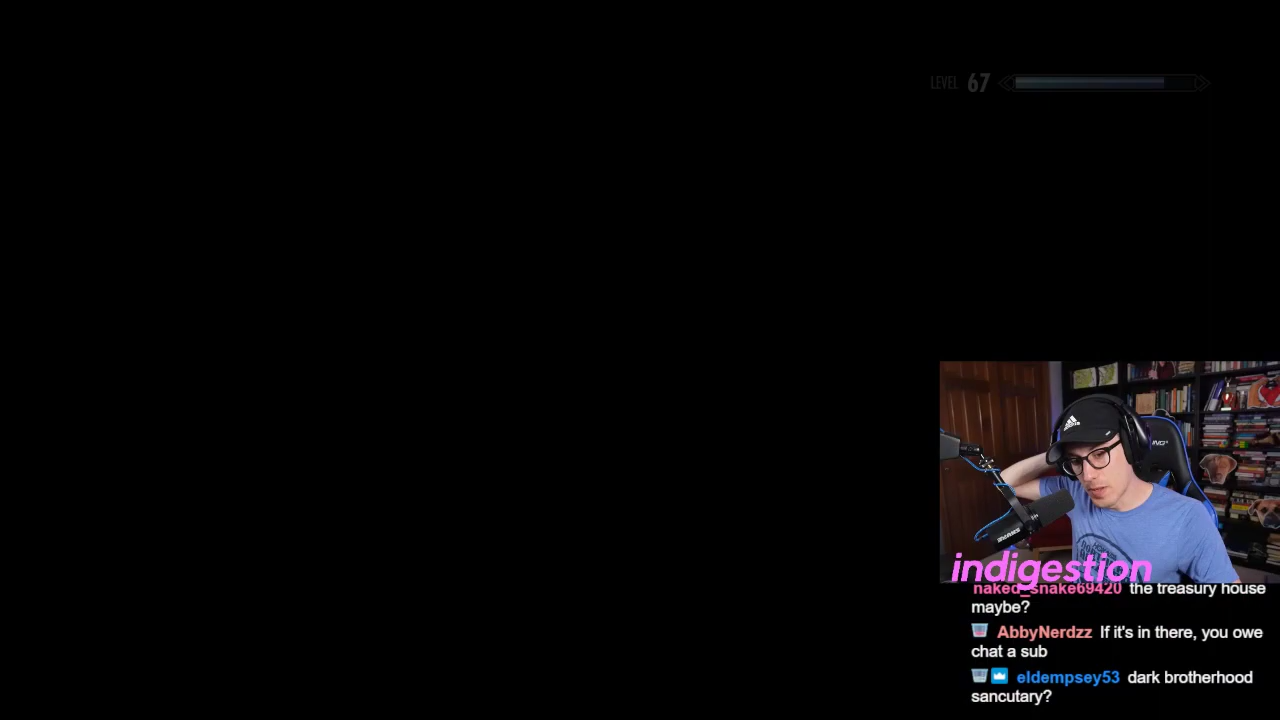 LEVEL 67
indigestion
naked_snake69420 the treasury house
maybe?
AbbyNerdzz If it's in there, you owe
chat a sub
eldempsey53 dark brotherhood
sancutary?